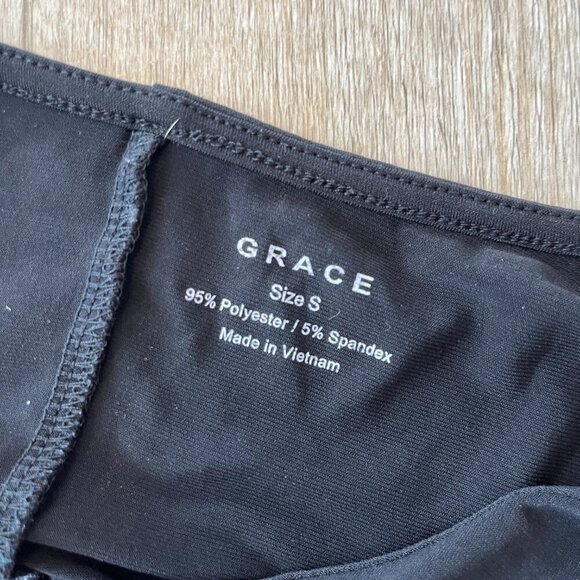 GRACE
Size S
95% Polyester / 5% Spandex
Made in Vietnam